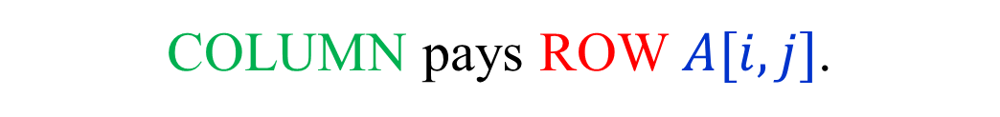 COLUMN pays ROW A[i, j].